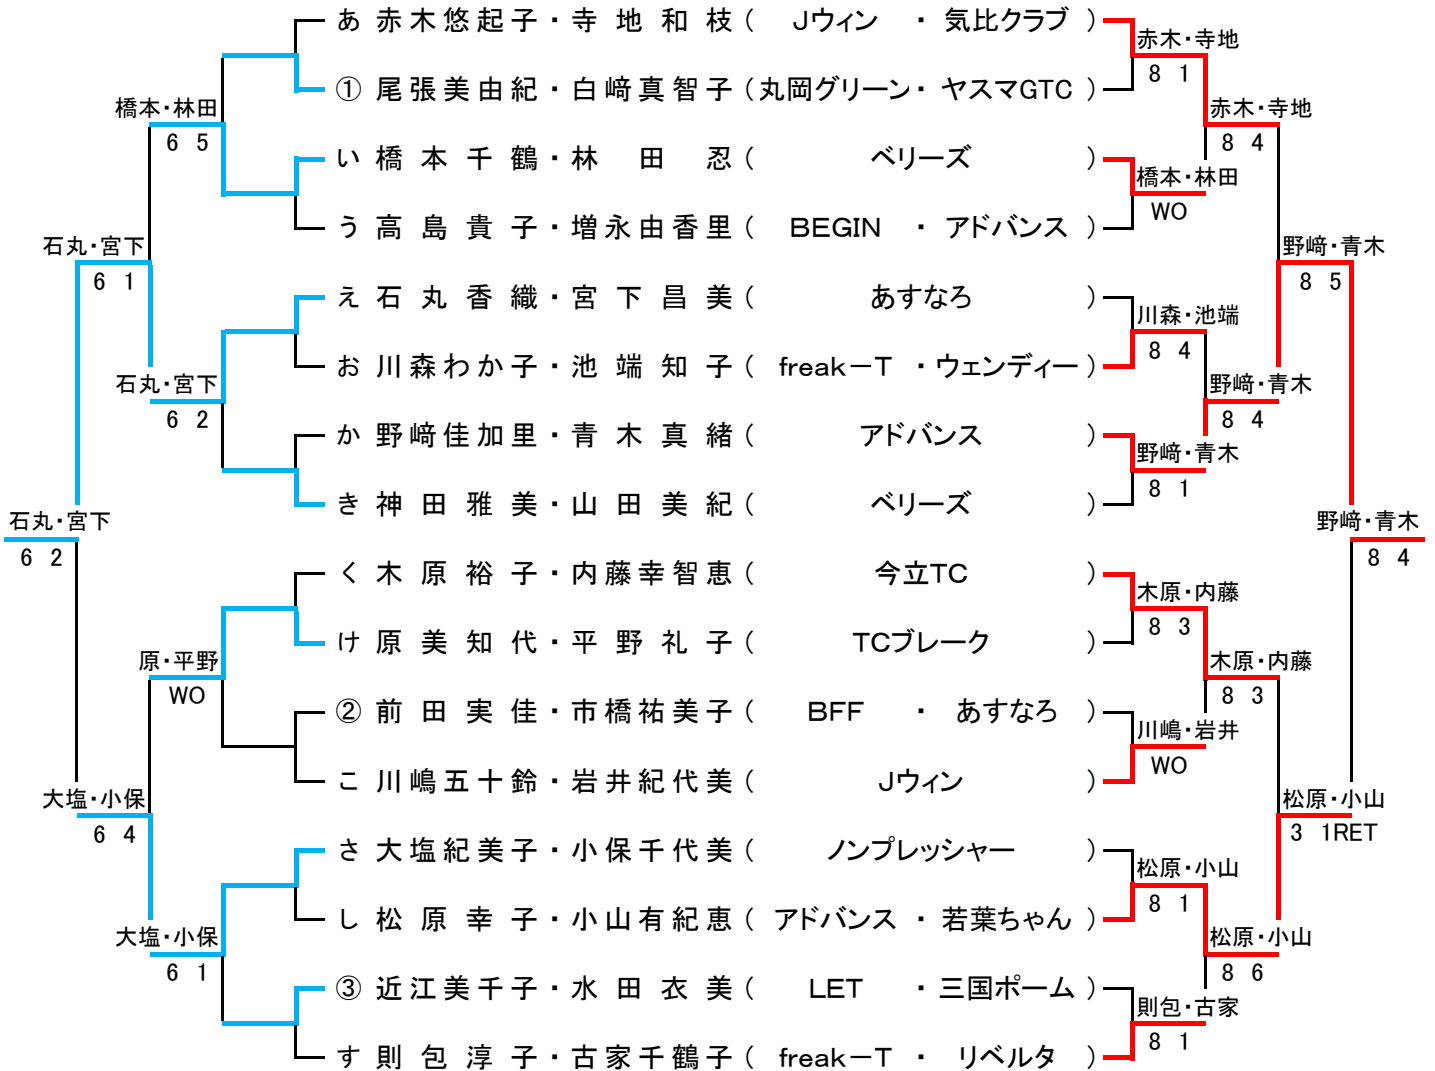 あ 赤木悠起子・寺地和枝（ Jウィン ・ 気比クラブ ）
赤木・寺地
8 1
① 尾張美由紀・白﨑真智子（丸岡グリーン・ ヤスマGTC ）
橋本・林田
6 5
赤木・寺地
8 4
い 橋本千鶴・林田忍（ ベリーズ ）
橋本・林田
WO
う 高島貴子・増永由香里（ BEGIN ・ アドバンス ）
石丸・宮下
6 1
野﨑・青木
8 5
え 石丸香織・宮下昌美（ あすなろ ）
川森・池端
8 4
お 川森わか子・池端知子（ freak－T ・ウェンディー）
石丸・宮下
6 2
野﨑・青木
8 4
か 野﨑佳加里・青木真緒（ アドバンス ）
野﨑・青木
8 1
き 神田雅美・山田美紀（ ベリーズ ）
石丸・宮下
6 2
野﨑・青木
8 4
く 木原裕子・内藤幸智恵（ 今立TC ）
木原・内藤
8 3
け 原美知代・平野礼子（ TCブレーク ）
原・平野
WO
木原・内藤
8 3
② 前田実佳・市橋祐美子（ BFF ・ あすなろ ）
川嶋・岩井
WO
こ 川嶋五十鈴・岩井紀代美（ Jウィン ）
大塩・小保
6 4
松原・小山
3 1RET
さ 大塩紀美子・小保千代美（ ノンプレッシャー ）
松原・小山
8 1
し 松原幸子・小山有紀恵（ アドバンス ・ 若葉ちゃん ）
大塩・小保
6 1
松原・小山
8 6
③ 近江美千子・水田衣美（ LET ・ 三国ポーム ）
則包・古家
8 1
す 則包淳子・古家千鶴子（ freak－T ・ リベルタ ）